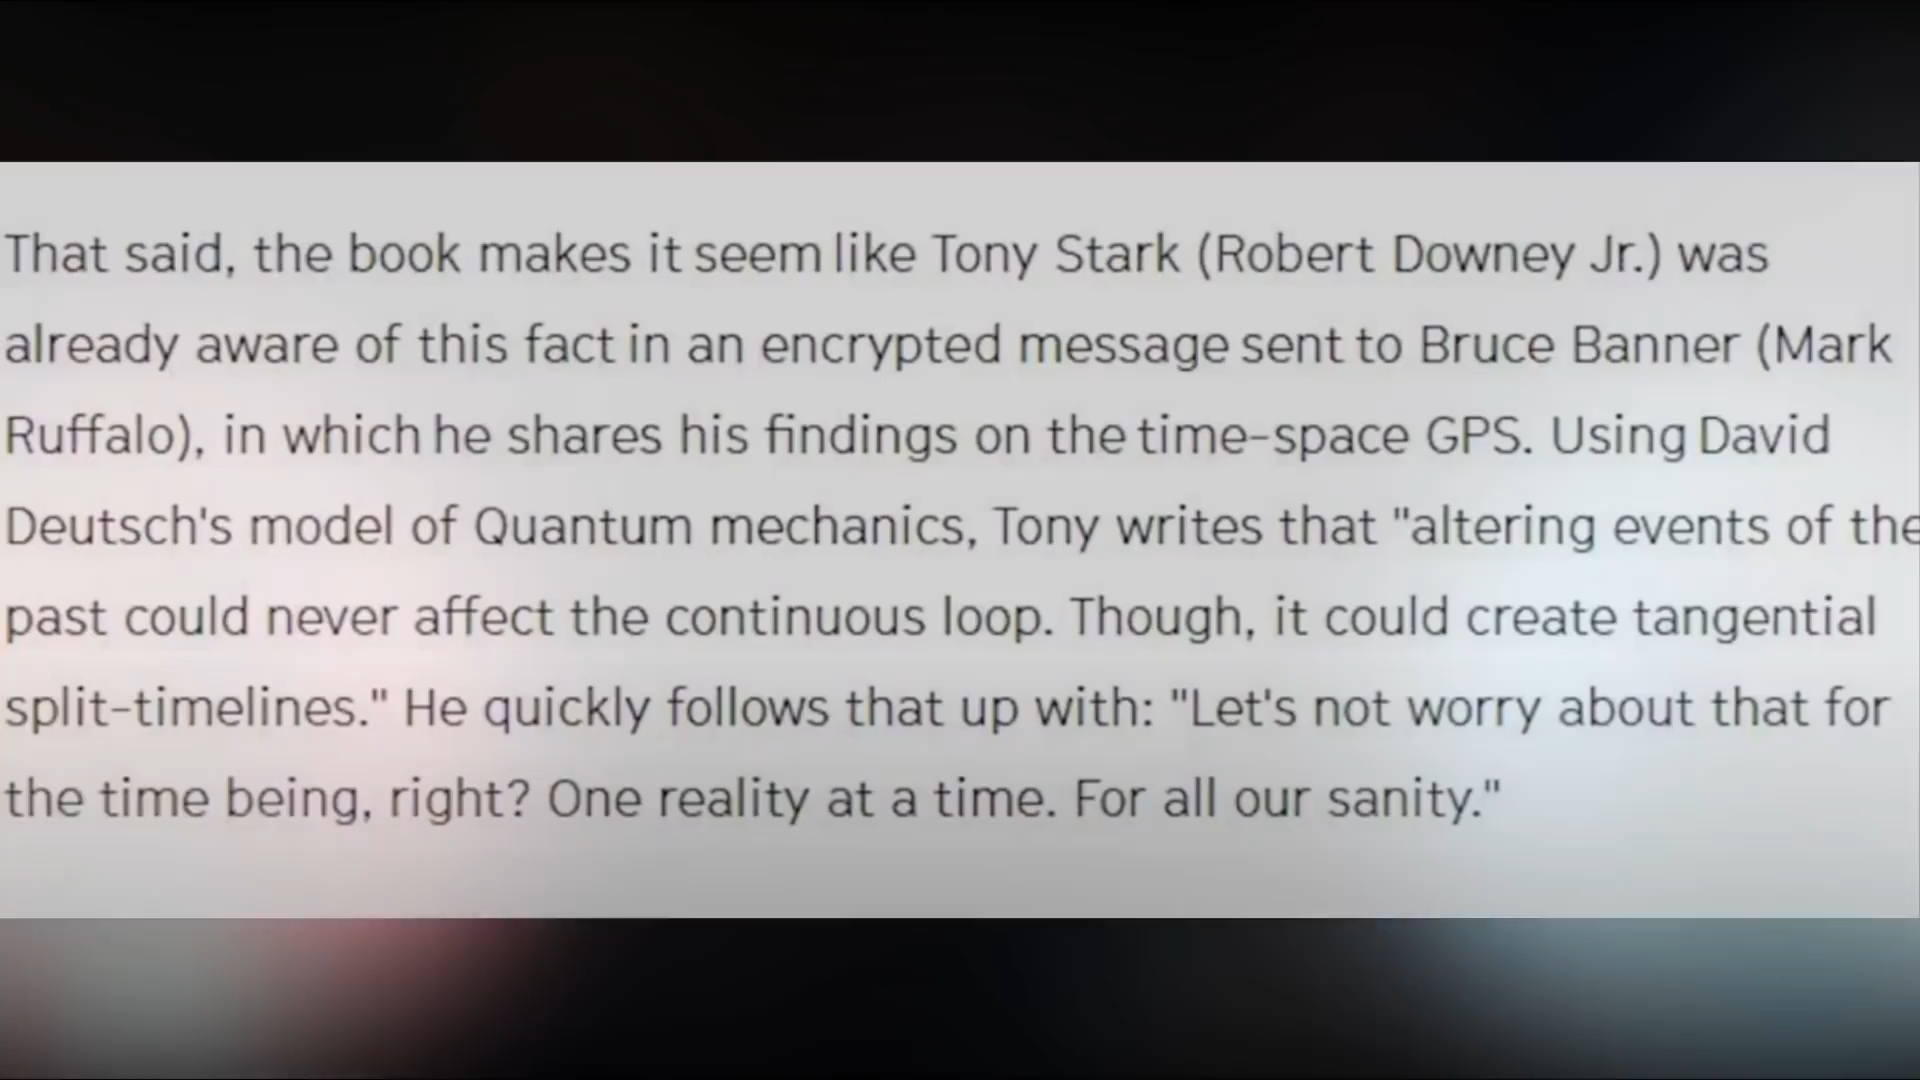 That said, the book makes it seem like Tony Stark (Robert Downey Jr.) was
already aware of this fact in an encrypted message sent to Bruce Banner (Mark
Ruffalo), in which he shares his findings on the time-space GPS. Using David
Deutsch's model of Quantum mechanics, Tony writes that "altering events of the
past could never affect the continuous loop. Though, it could create tangential
split-timelines." He quickly follows that up with: "Let's not worry about that for
the time being, right? One reality at a time. For all our sanity."